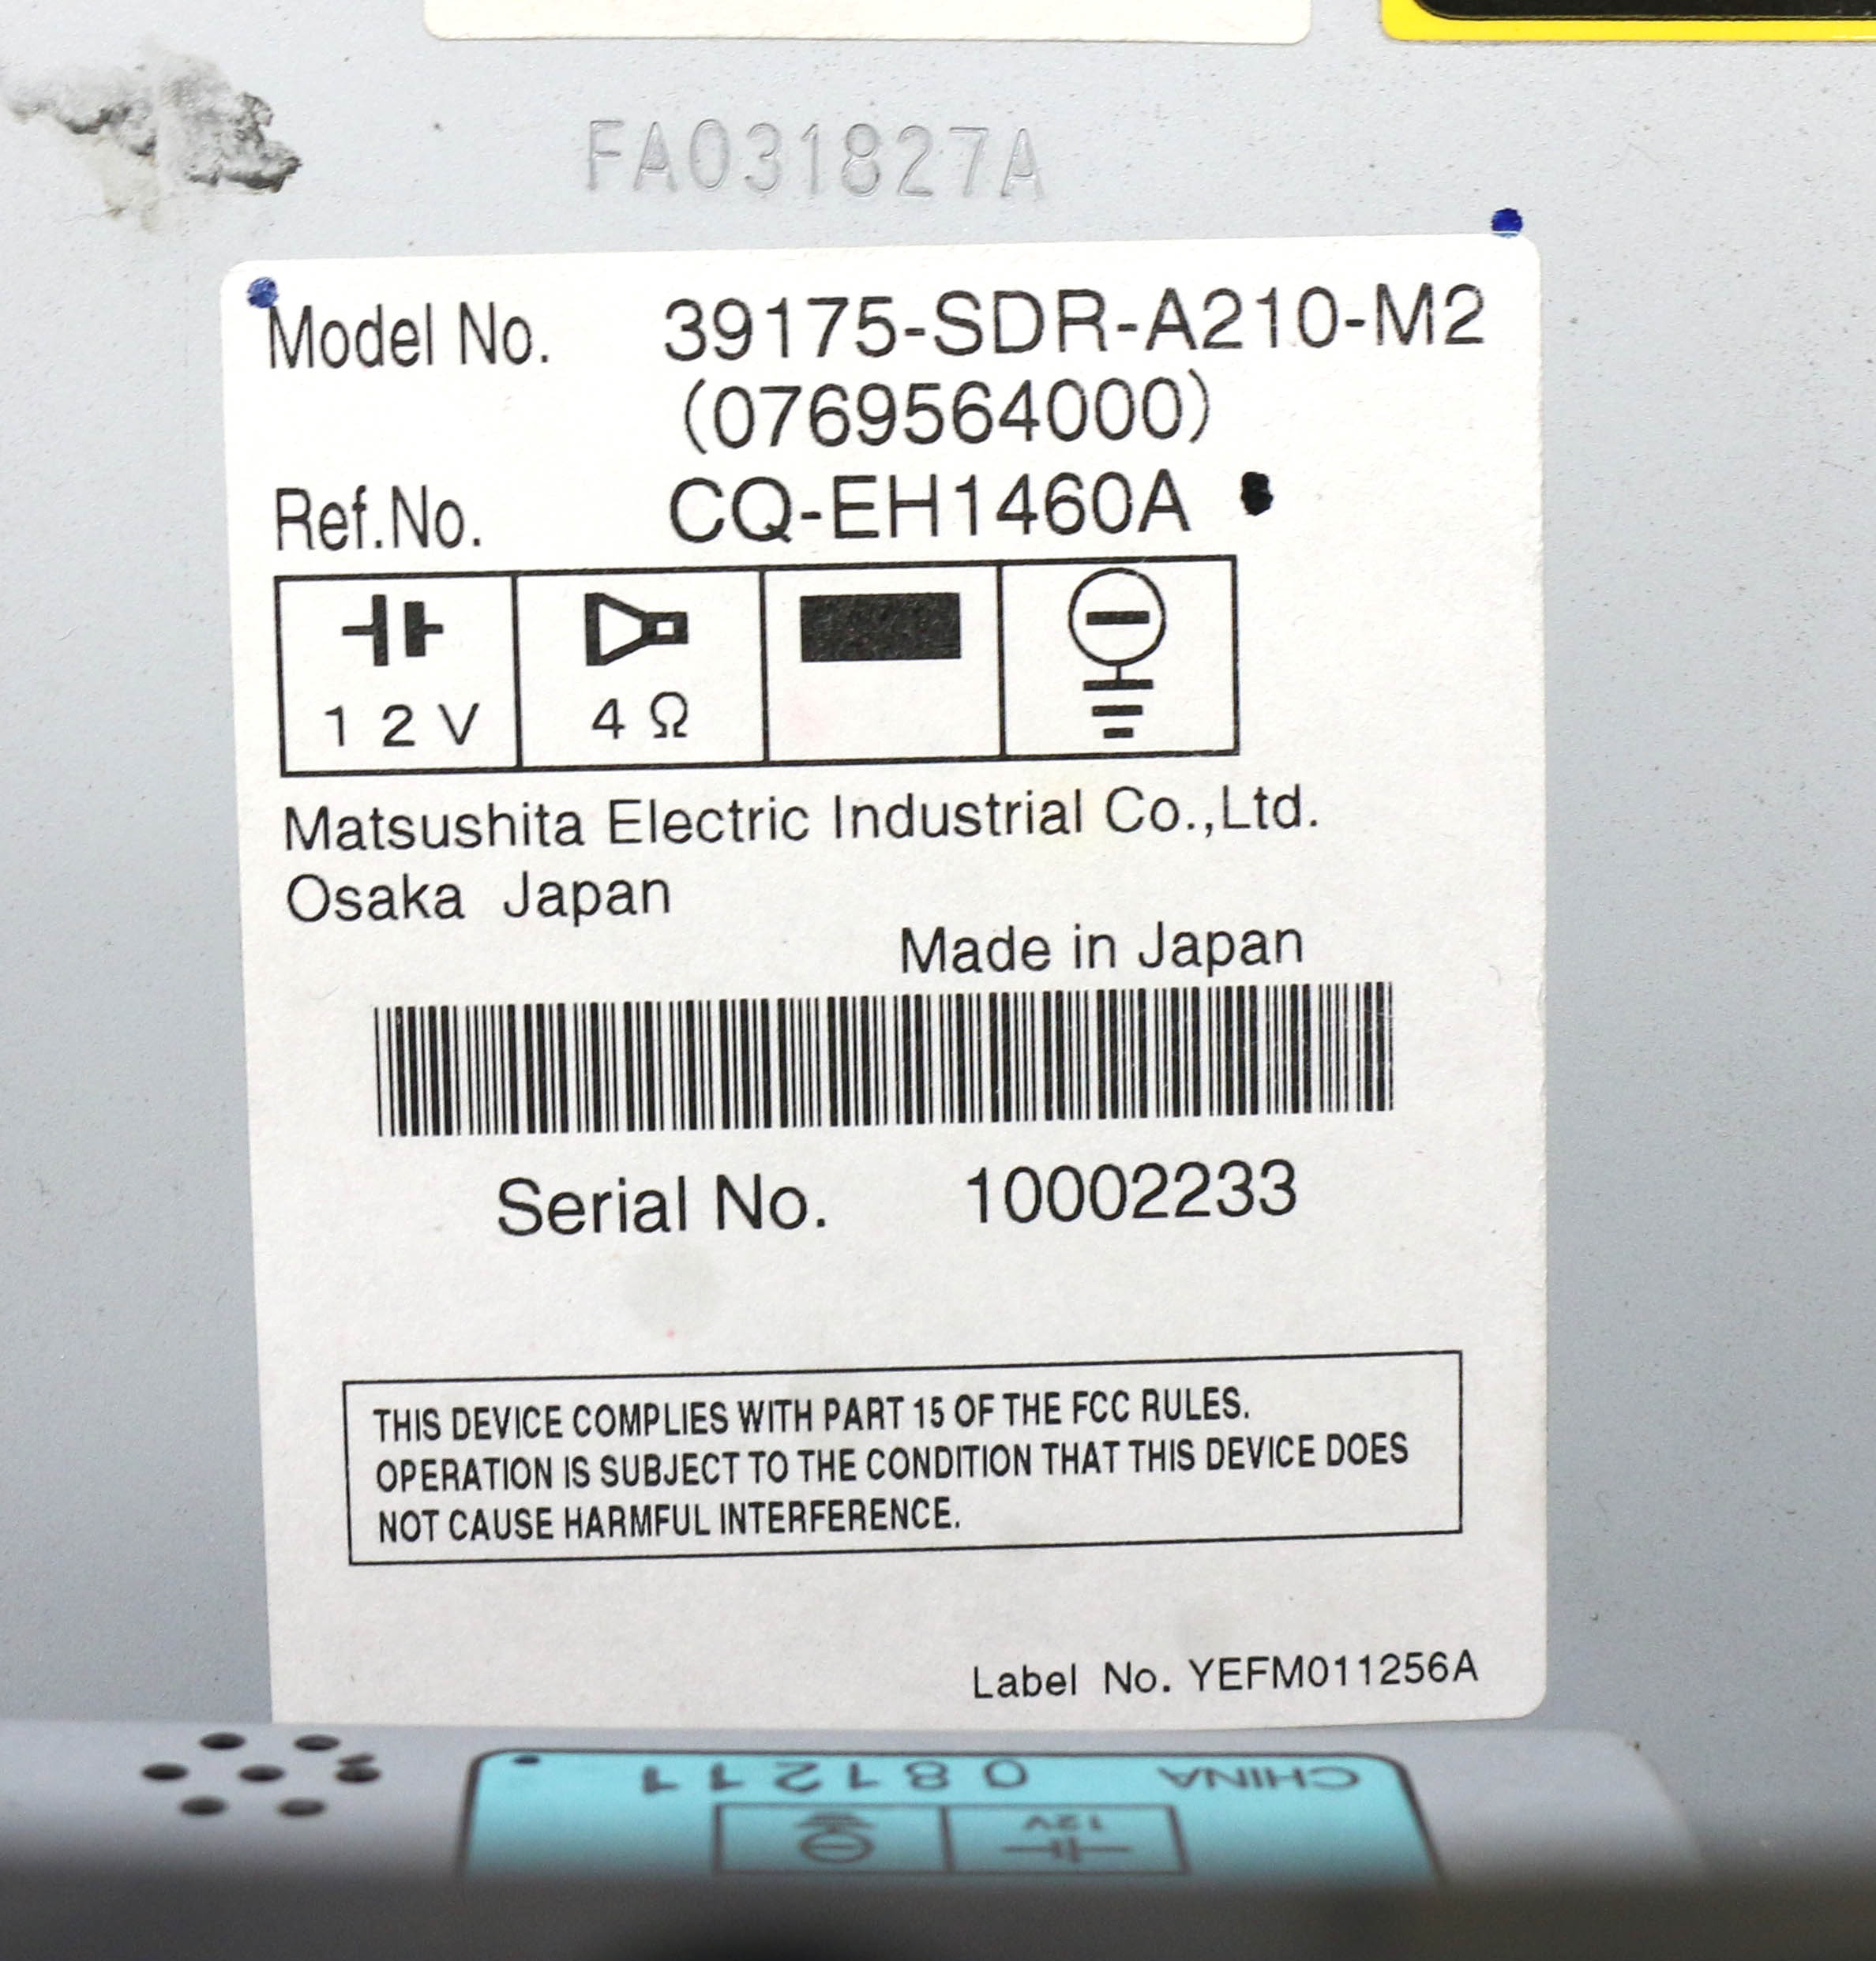 FA031827A
Model No. 39175-SDR-A210-M2
(0769564000)
Ref.No. CQ-EH1460A
12V 4Ω
Matsushita Electric Industrial Co.,Ltd.
Osaka Japan
Made in Japan
Serial No. 10002233
THIS DEVICE COMPLIES WITH PART 15 OF THE FCC RULES.
OPERATION IS SUBJECT TO THE CONDITION THAT THIS DEVICE DOES
NOT CAUSE HARMFUL INTERFERENCE.
Label No. YEFM011256A
CHINA 081211
12V